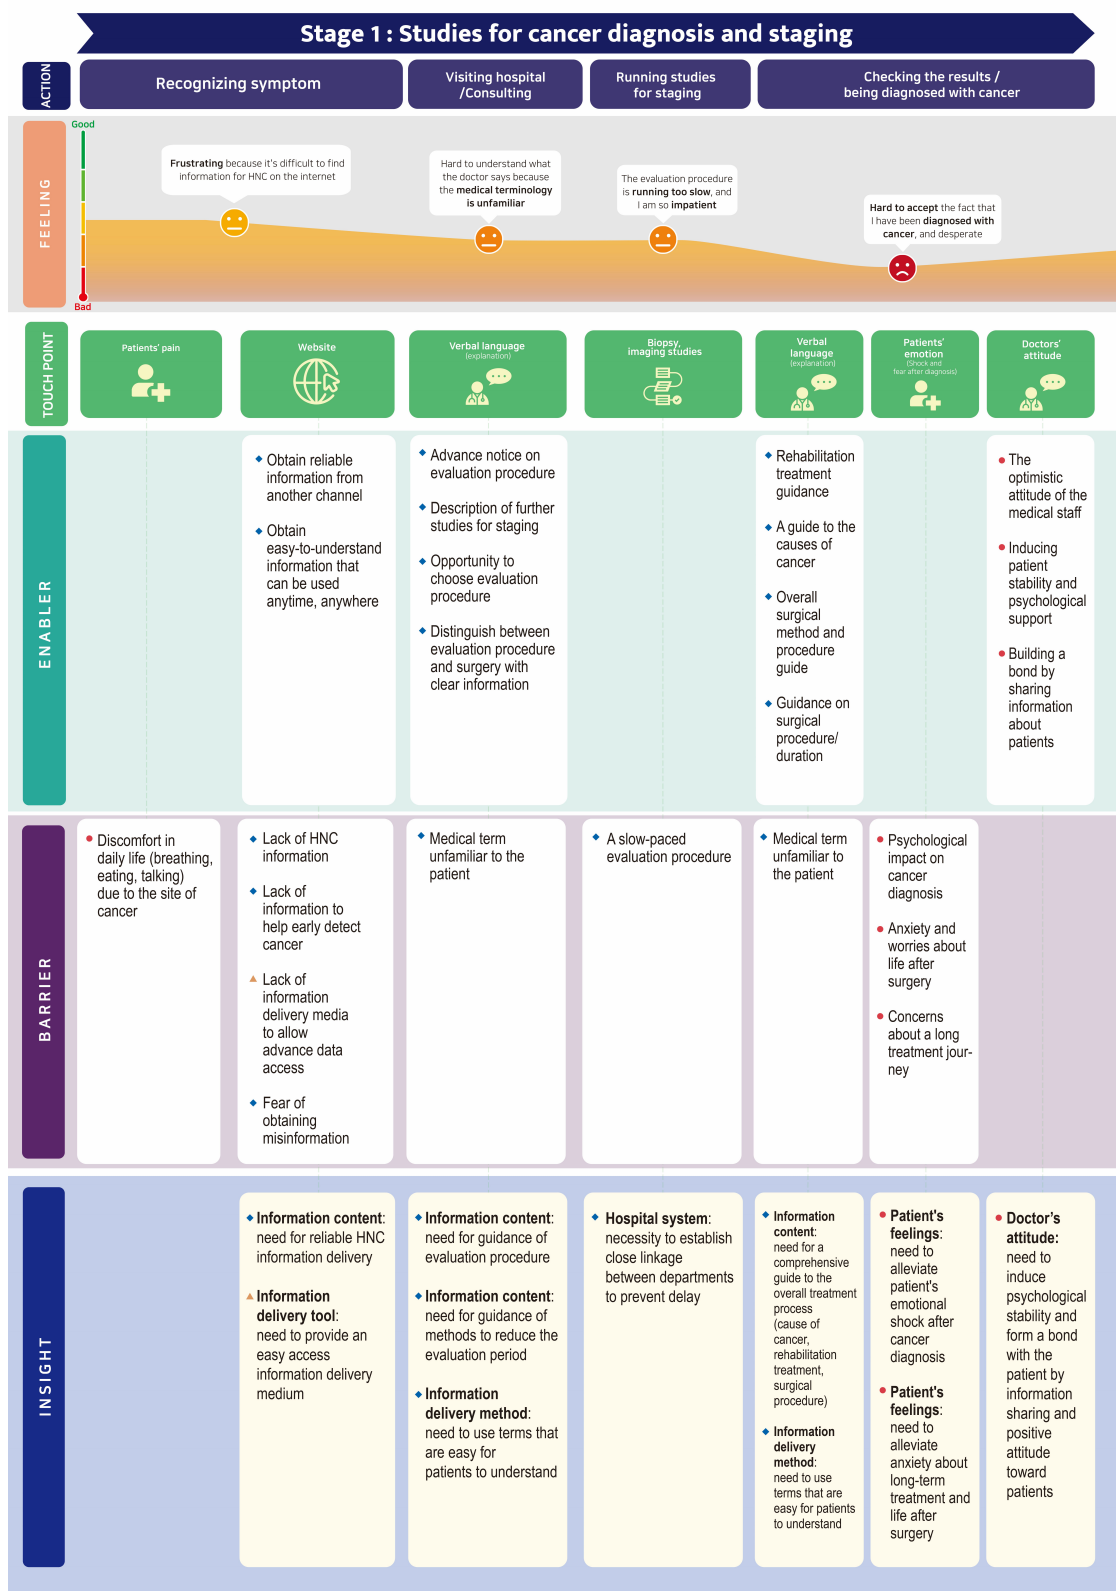 Stage 1 : Studies for cancer diagnosis and staging
ACTION
Recognizing symptom
Visiting hospital
/Consulting
Running studies
for staging
Checking the results /
being diagnosed with cancer
FEELING
Good
Bad
Frustrating because it's difficult to find
information for HNC on the internet
Hard to understand what
the doctor says because
the medical terminology
is unfamiliar
The evaluation procedure
is running too slow, and
I am so impatient
Hard to accept the fact that
I have been diagnosed with
cancer, and desperate
TOUCH POINT
Patients' pain
Website
Verbal language
(explanation)
Biopsy,
imaging studies
Verbal
language
(explanation)
Patients'
emotion
(Shock and
fear after diagnosis)
Doctors'
attitude
ENABLER
Obtain reliable
information from
another channel
Obtain
easy-to-understand
information that
can be used
anytime, anywhere
Advance notice on
evaluation procedure
Description of further
studies for staging
Opportunity to
choose evaluation
procedure
Distinguish between
evaluation procedure
and surgery with
clear information
Rehabilitation
treatment
guidance
A guide to the
causes of
cancer
Overall
surgical
method and
procedure
guide
Guidance on
surgical
procedure/
duration
The
optimistic
attitude of the
medical staff
Inducing
patient
stability and
psychological
support
Building a
bond by
sharing
information
about
patients
BARRIER
Discomfort in
daily life (breathing,
eating, talking)
due to the site of
cancer
Lack of HNC
information
Lack of
information to
help early detect
cancer
Lack of
information
delivery media
to allow
advance data
access
Fear of
obtaining
misinformation
Medical term
unfamiliar to the
patient
A slow-paced
evaluation procedure
Medical term
unfamiliar to
the patient
Psychological
impact on
cancer
diagnosis
Anxiety and
worries about
life after
surgery
Concerns
about a long
treatment jour-
ney
INSIGHT
Information content:
need for reliable HNC
information delivery
Information
delivery tool:
need to provide an
easy access
information delivery
medium
Information content:
need for guidance of
evaluation procedure
Information content:
need for guidance of
methods to reduce the
evaluation period
Information
delivery method:
need to use terms that
are easy for
patients to understand
Hospital system:
necessity to establish
close linkage
between departments
to prevent delay
Information
content:
need for a
comprehensive
guide to the
overall treatment
process
(cause of
cancer,
rehabilitation
treatment,
surgical
procedure)
Information
delivery
method:
need to use
terms that are
easy for patients
to understand
Patient's
feelings:
need to
alleviate
patient's
emotional
shock after
cancer
diagnosis
Patient's
feelings:
need to
alleviate
anxiety about
long-term
treatment and
life after
surgery
Doctor's
attitude:
need to
induce
psychological
stability and
form a bond
with the
patient by
information
sharing and
positive
attitude
toward
patients